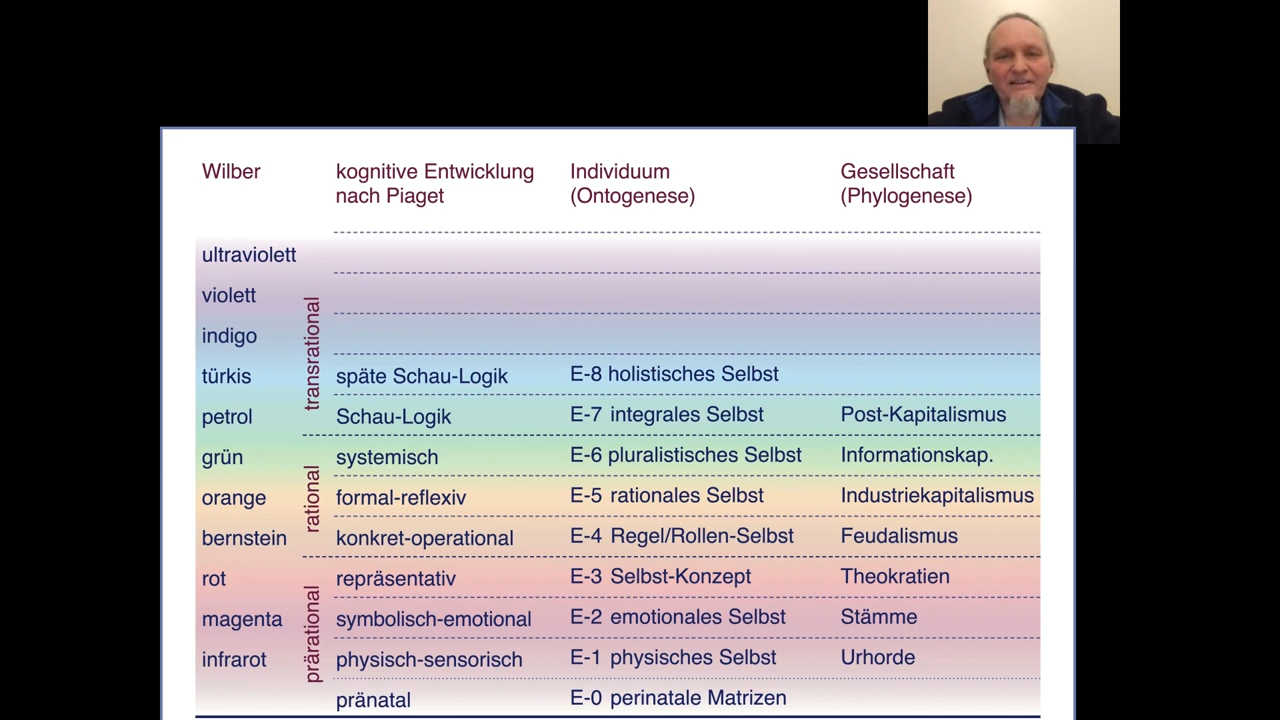 Wilber kognitive Entwicklung Individuum Gesellschaft
nach Piaget (Ontogenese) (Phylogenese)
ultraviolett
violett
indigo
transrational
türkis späte Schau-Logik E-8 holistisches Selbst
petrol Schau-Logik E-7 integrales Selbst Post-Kapitalismus
grün systemisch E-6 pluralistisches Selbst Informationskap.
rational
orange formal-reflexiv E-5 rationales Selbst Industriekapitalismus
bernstein konkret-operational E-4 Regel/Rollen-Selbst Feudalismus
rot repräsentativ E-3 Selbst-Konzept Theokratien
prärational
magenta symbolisch-emotional E-2 emotionales Selbst Stämme
infrarot physisch-sensorisch E-1 physisches Selbst Urhorde
pränatal E-0 perinatale Matrizen